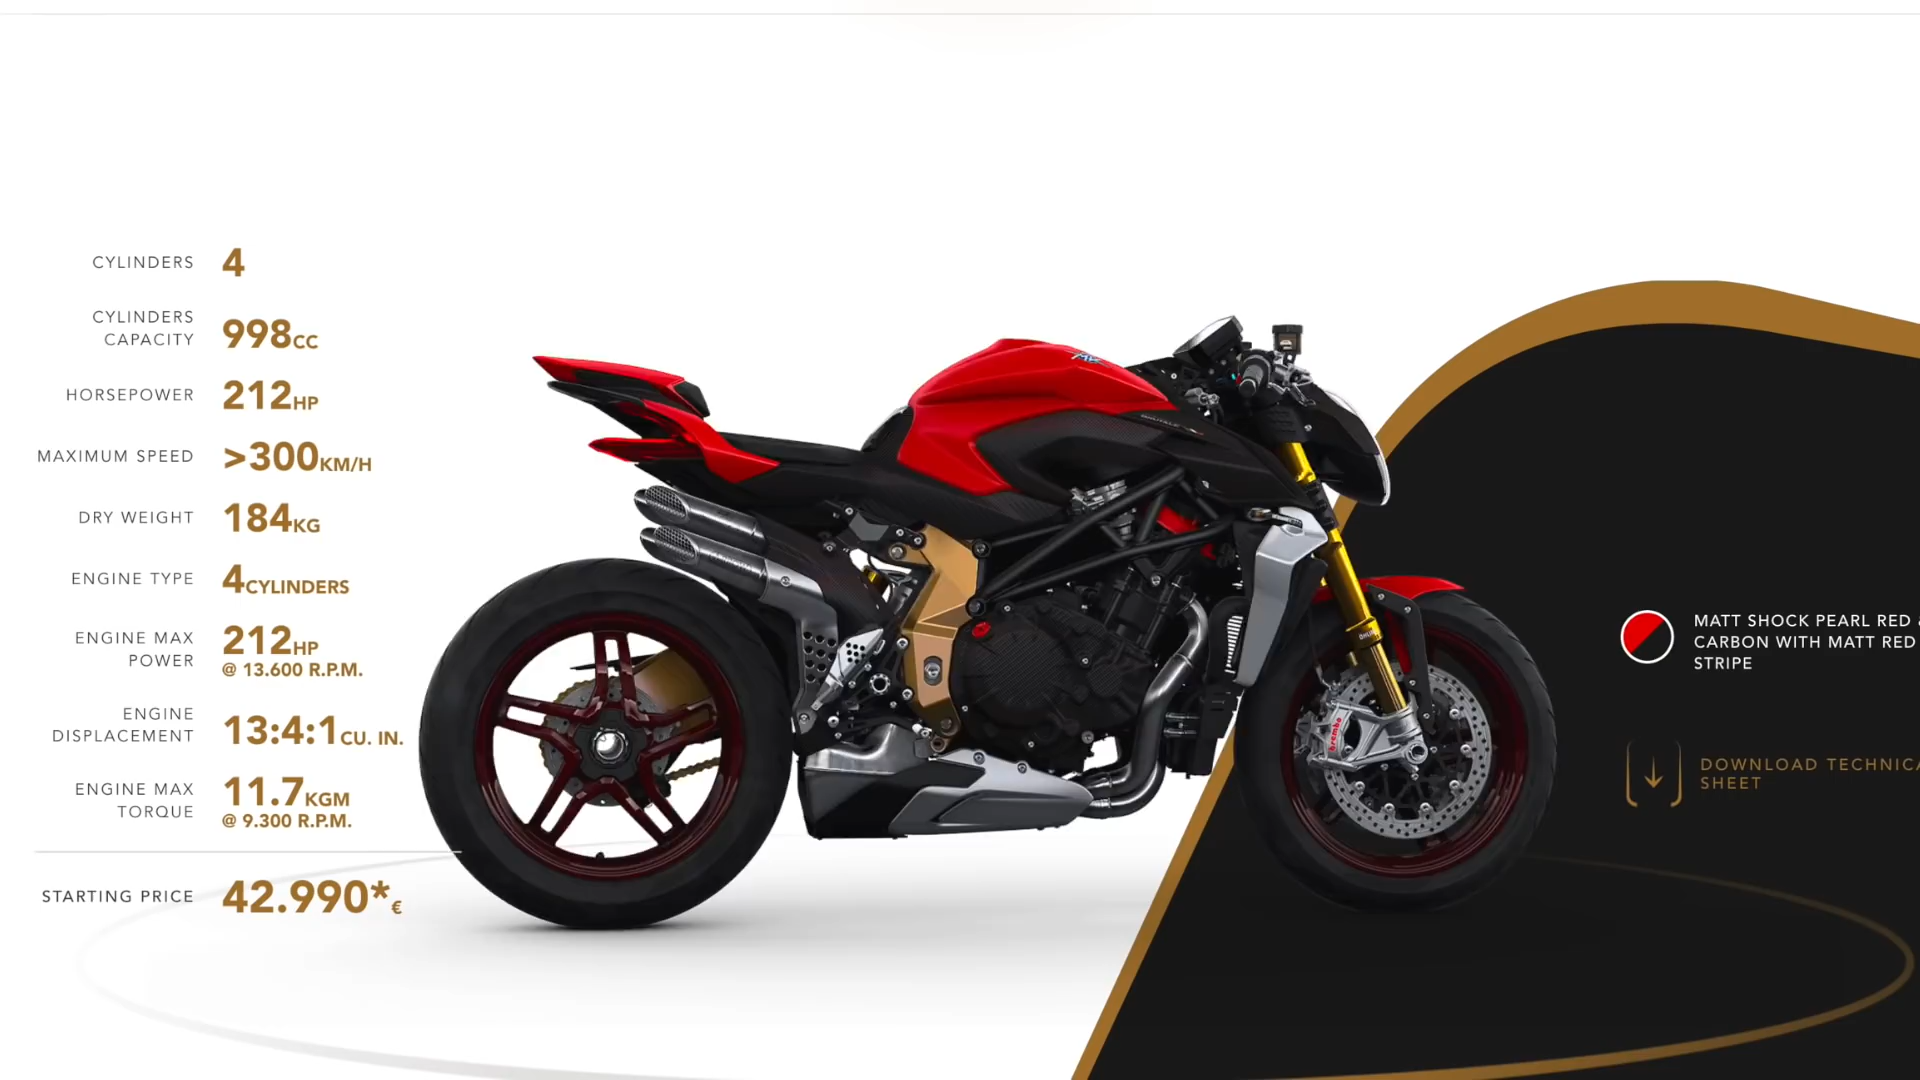 CYLINDERS 4
CYLINDERS
CAPACITY 998CC
HORSEPOWER 212HP
MAXIMUM SPEED >300KM/H
DRY WEIGHT 184KG
ENGINE TYPE 4CYLINDERS
ENGINE MAX
POWER 212HP
@ 13.600 R.P.M.
ENGINE
DISPLACEMENT 13:4:1CU. IN.
ENGINE MAX
TORQUE 11.7KGM
@ 9.300 R.P.M.
STARTING PRICE 42.990*€
brembo
MATT SHOCK PEARL RED
CARBON WITH MATT RED
STRIPE
DOWNLOAD
SHEET